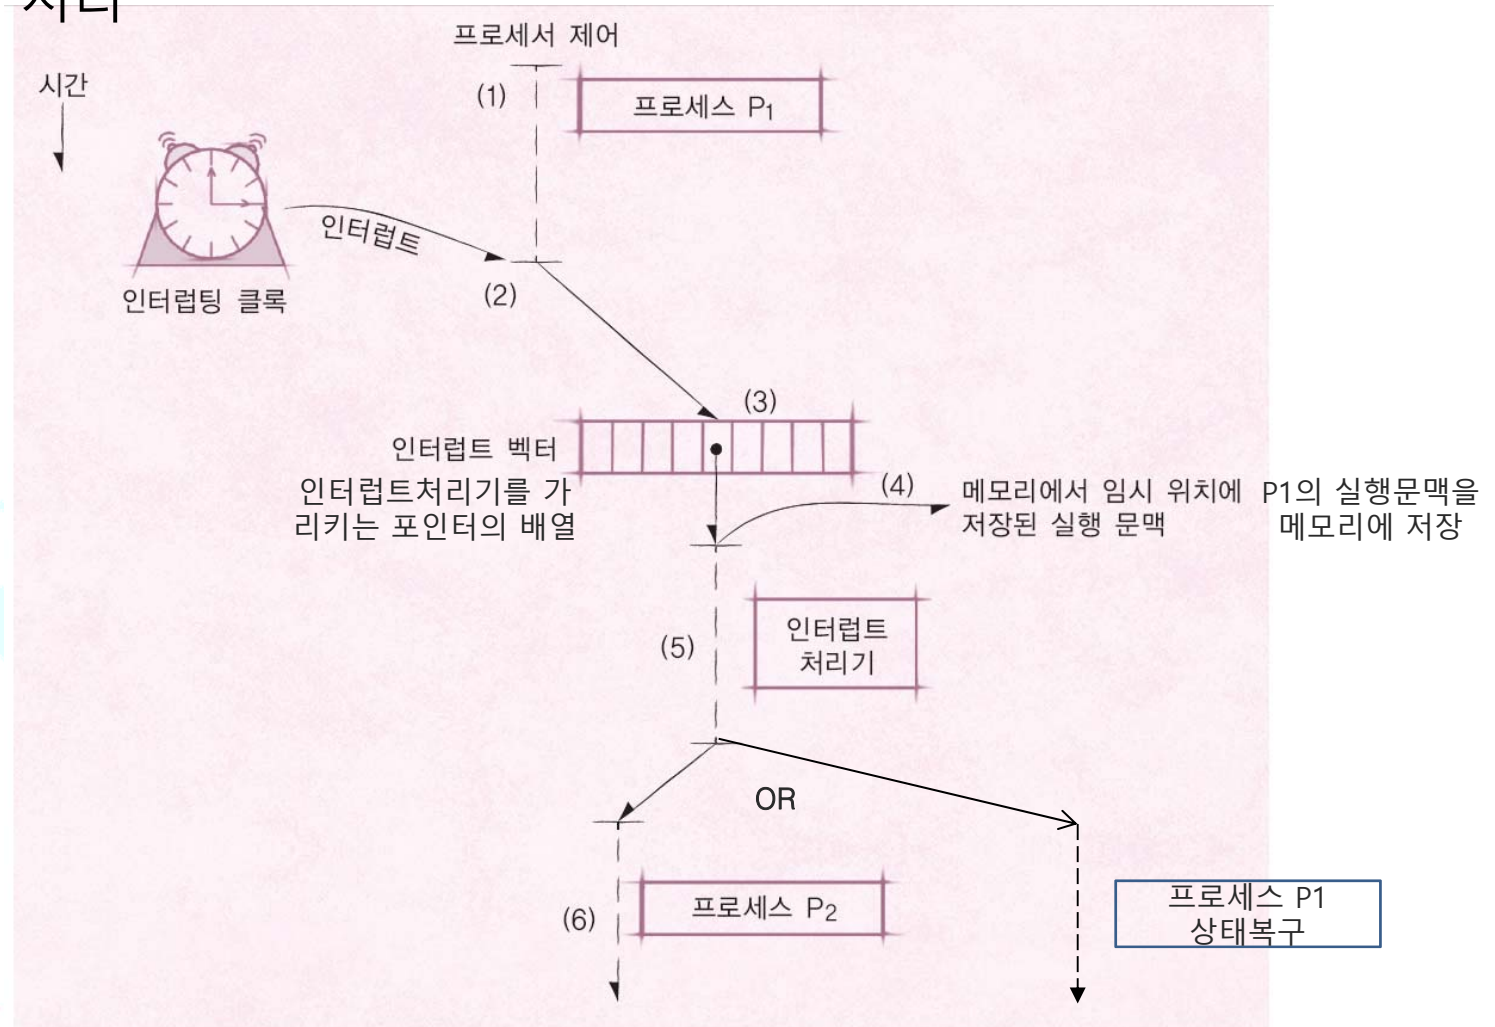 처리
프로세서 제어
시간
(1)
프로세스 P1
인터럽트
인터럽팅 클록
(2)
(3)
인터럽트 벡터
인터럽트처리기를 가
리키는 포인터의 배열
(4)
메모리에서 임시 위치에
저장된 실행 문맥
P1의 실행문맥을
메모리에 저장
(5)
인터럽트
처리기
OR
(6)
프로세스 P2
프로세스 P1
상태복구